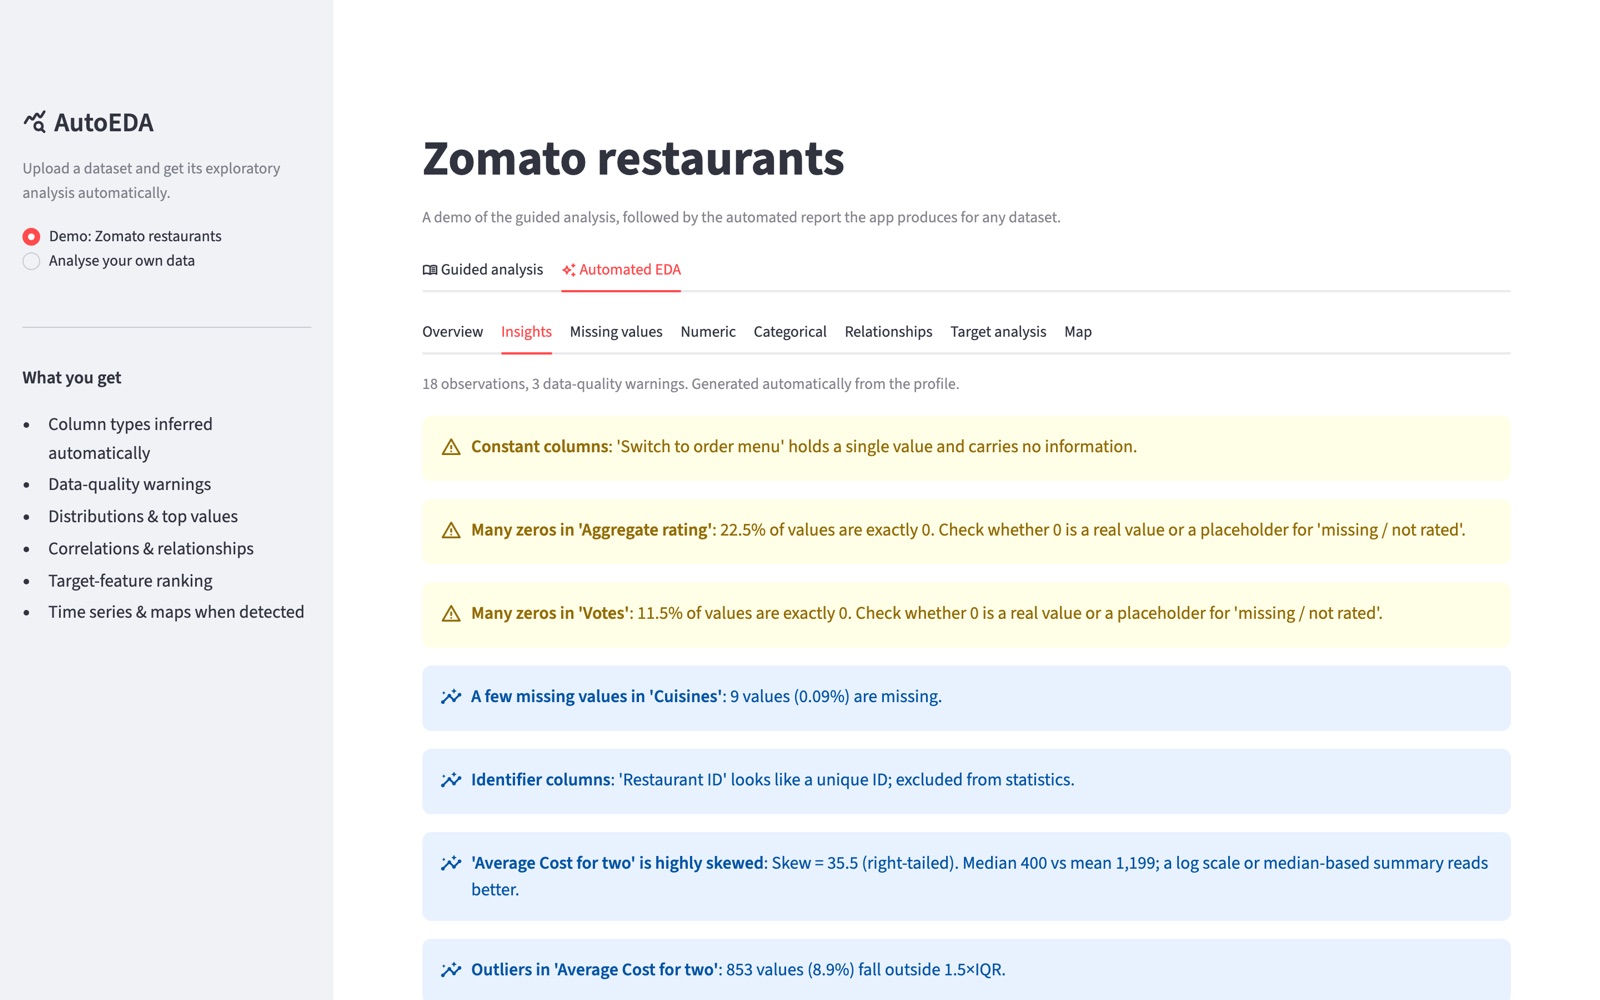 AutoEDA
Upload a dataset and get its exploratory
analysis automatically.
Demo: Zomato restaurants
Analyse your own data
What you get
Column types inferred
automatically
Data-quality warnings
Distributions & top values
Correlations & relationships
Target-feature ranking
Time series & maps when detected
Zomato restaurants
A demo of the guided analysis, followed by the automated report the app produces for any dataset.
Guided analysis Automated EDA
Overview Insights Missing values Numeric Categorical Relationships Target analysis Map
18 observations, 3 data-quality warnings. Generated automatically from the profile.
Constant columns: 'Switch to order menu' holds a single value and carries no information.
Many zeros in 'Aggregate rating': 22.5% of values are exactly 0. Check whether 0 is a real value or a placeholder for 'missing / not rated'.
Many zeros in 'Votes': 11.5% of values are exactly 0. Check whether 0 is a real value or a placeholder for 'missing / not rated'.
A few missing values in 'Cuisines': 9 values (0.09%) are missing.
Identifier columns: 'Restaurant ID' looks like a unique ID; excluded from statistics.
'Average Cost for two' is highly skewed: Skew = 35.5 (right-tailed). Median 400 vs mean 1,199; a log scale or median-based summary reads
better.
Outliers in 'Average Cost for two': 853 values (8.9%) fall outside 1.5×IQR.